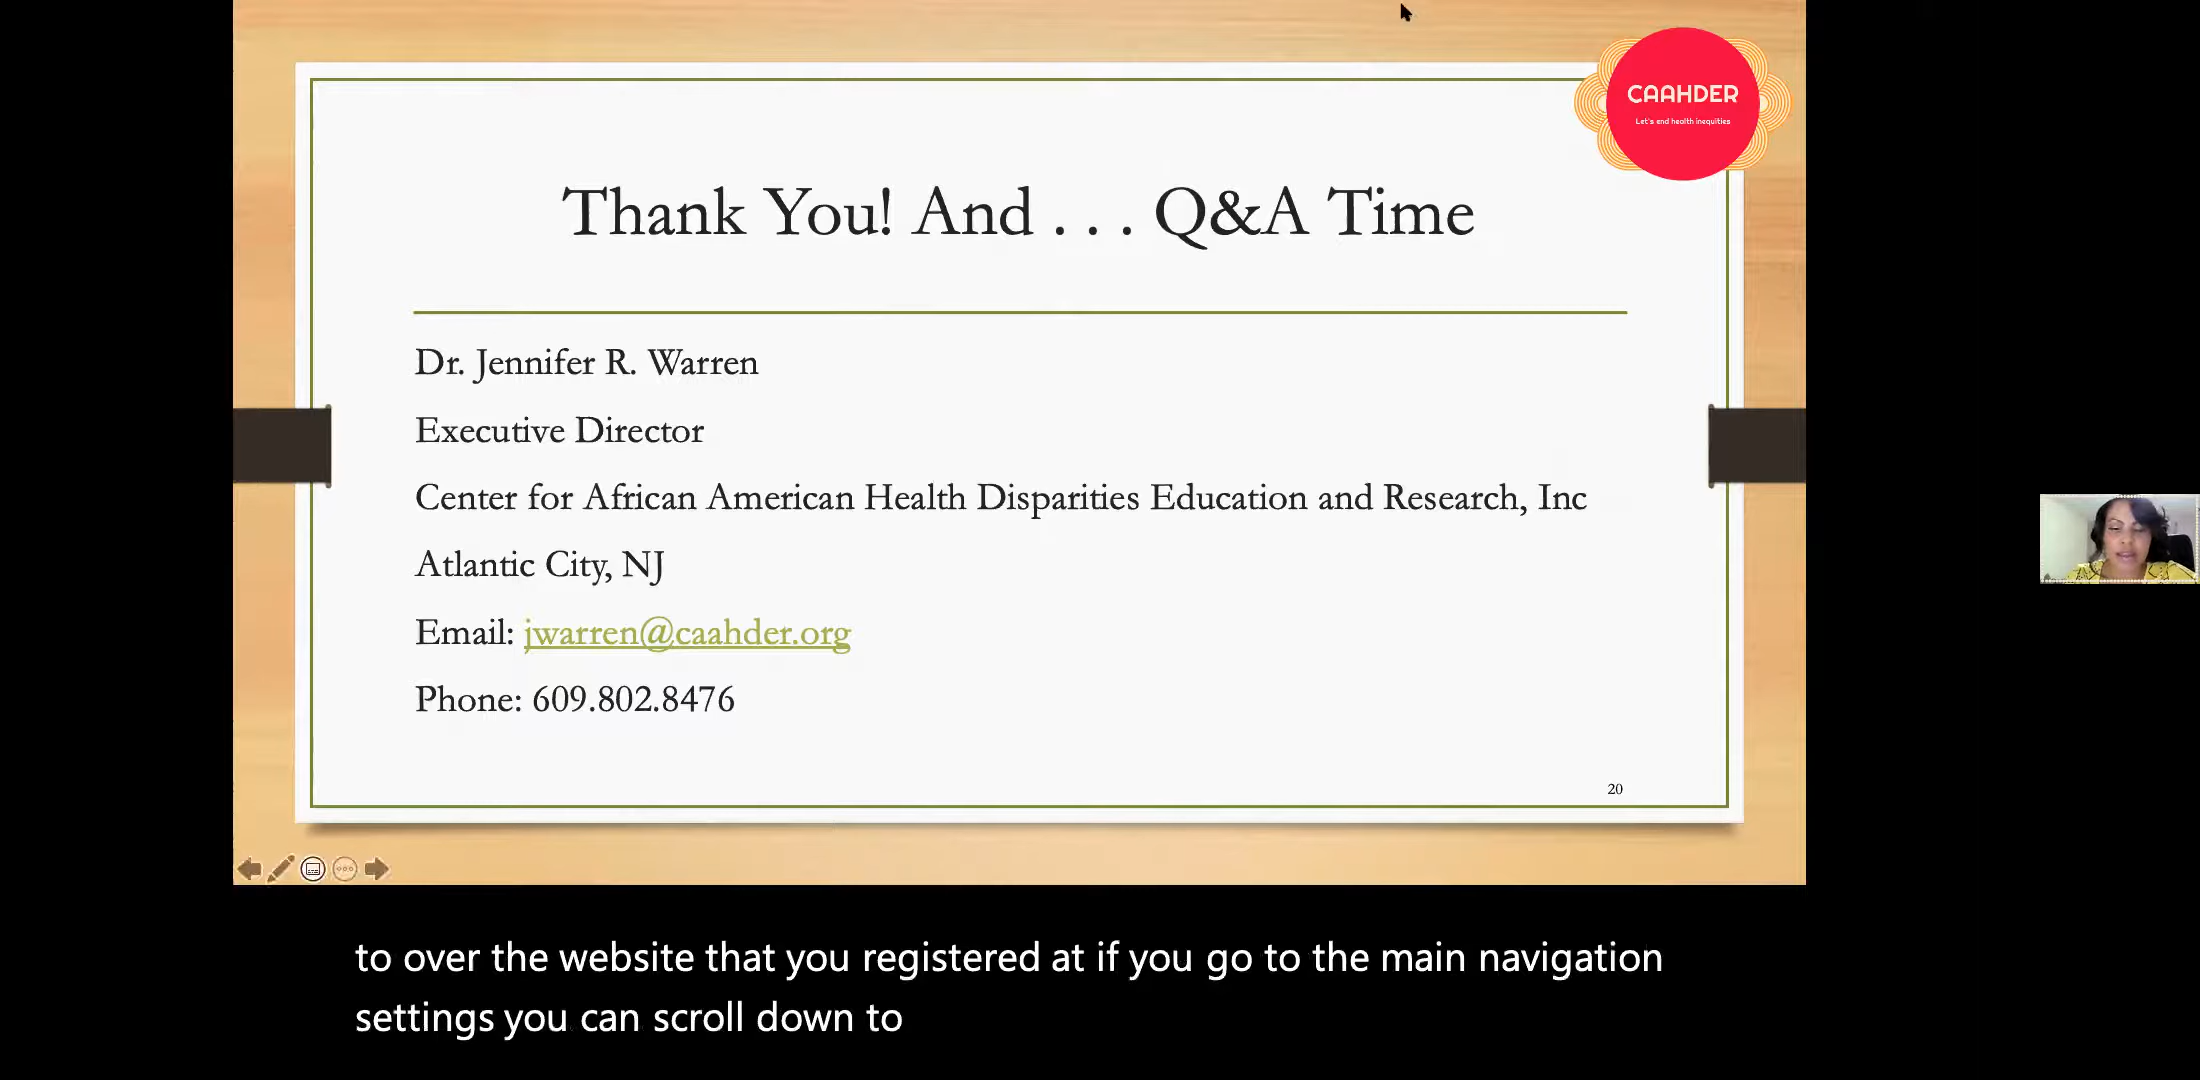 CAAHDER
Let's end health inequities
Thank You! And . . . Q&A Time
Dr. Jennifer R. Warren
Executive Director
Center for African American Health Disparities Education and Research, Inc
Atlantic City, NJ
Email: jwarren@caahder.org
Phone: 609.802.8476
20
to over the website that you registered at if you go to the main navigation
settings you can scroll down to